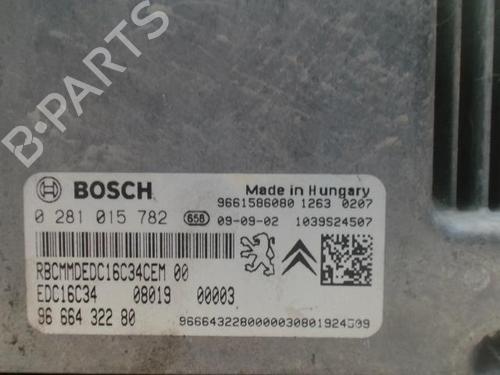 B-PARTS
BOSCH
Made in Hungary
9661586080 1263 0207
0 281 015 782 658 09-09-02 1039S24507
RBCMMDEDC16C34CEM 00
EDC16C34 08019 00003
96 664 322 80 9666432280000030801924509